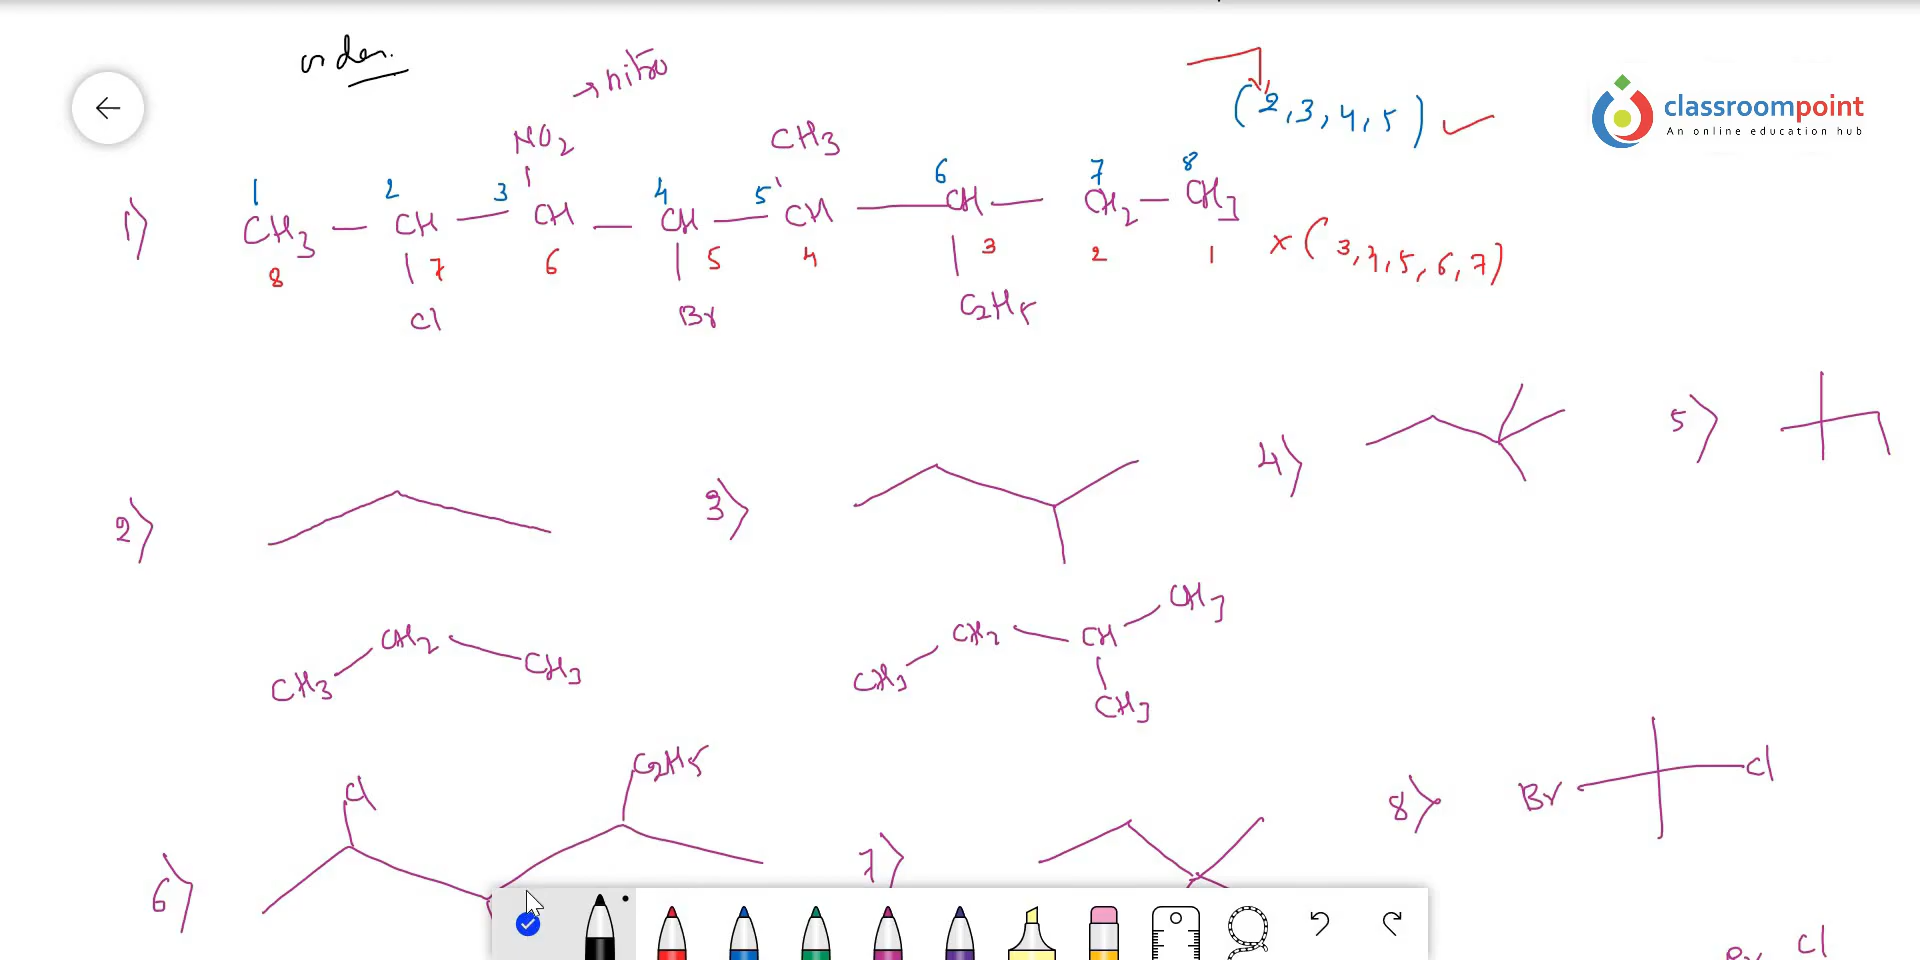 order.
→ nitro
(2,3,4,5) ✓
classroompoint
An online education hub
NO2 CH3
1 2 3 4 5 6 7 8
1) CH3 — CH — CH — CH — CH — CH — CH2 — CH3
8 7 6 5 4 3 2 1 × (3,4,5,6,7)
Cl Br C2H5
2) 3) 4) 5)
CH3 CH2 CH3
CH3 CH2 CH CH3
CH3
Cl C2H5
6) 7) 8) Br Cl
Br Cl